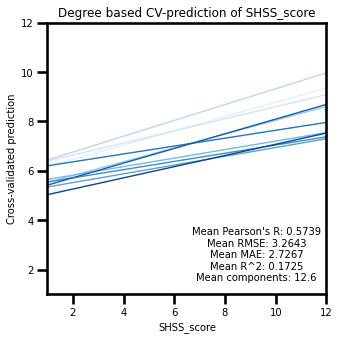 Degree based CV-prediction of SHSS_score
12
10
8
6
4
2
Cross-validated prediction
Mean Pearson's R: 0.5739
Mean RMSE: 3.2643
Mean MAE: 2.7267
Mean R^2: 0.1725
Mean components: 12.6
2 4 6 8 10 12
SHSS_score